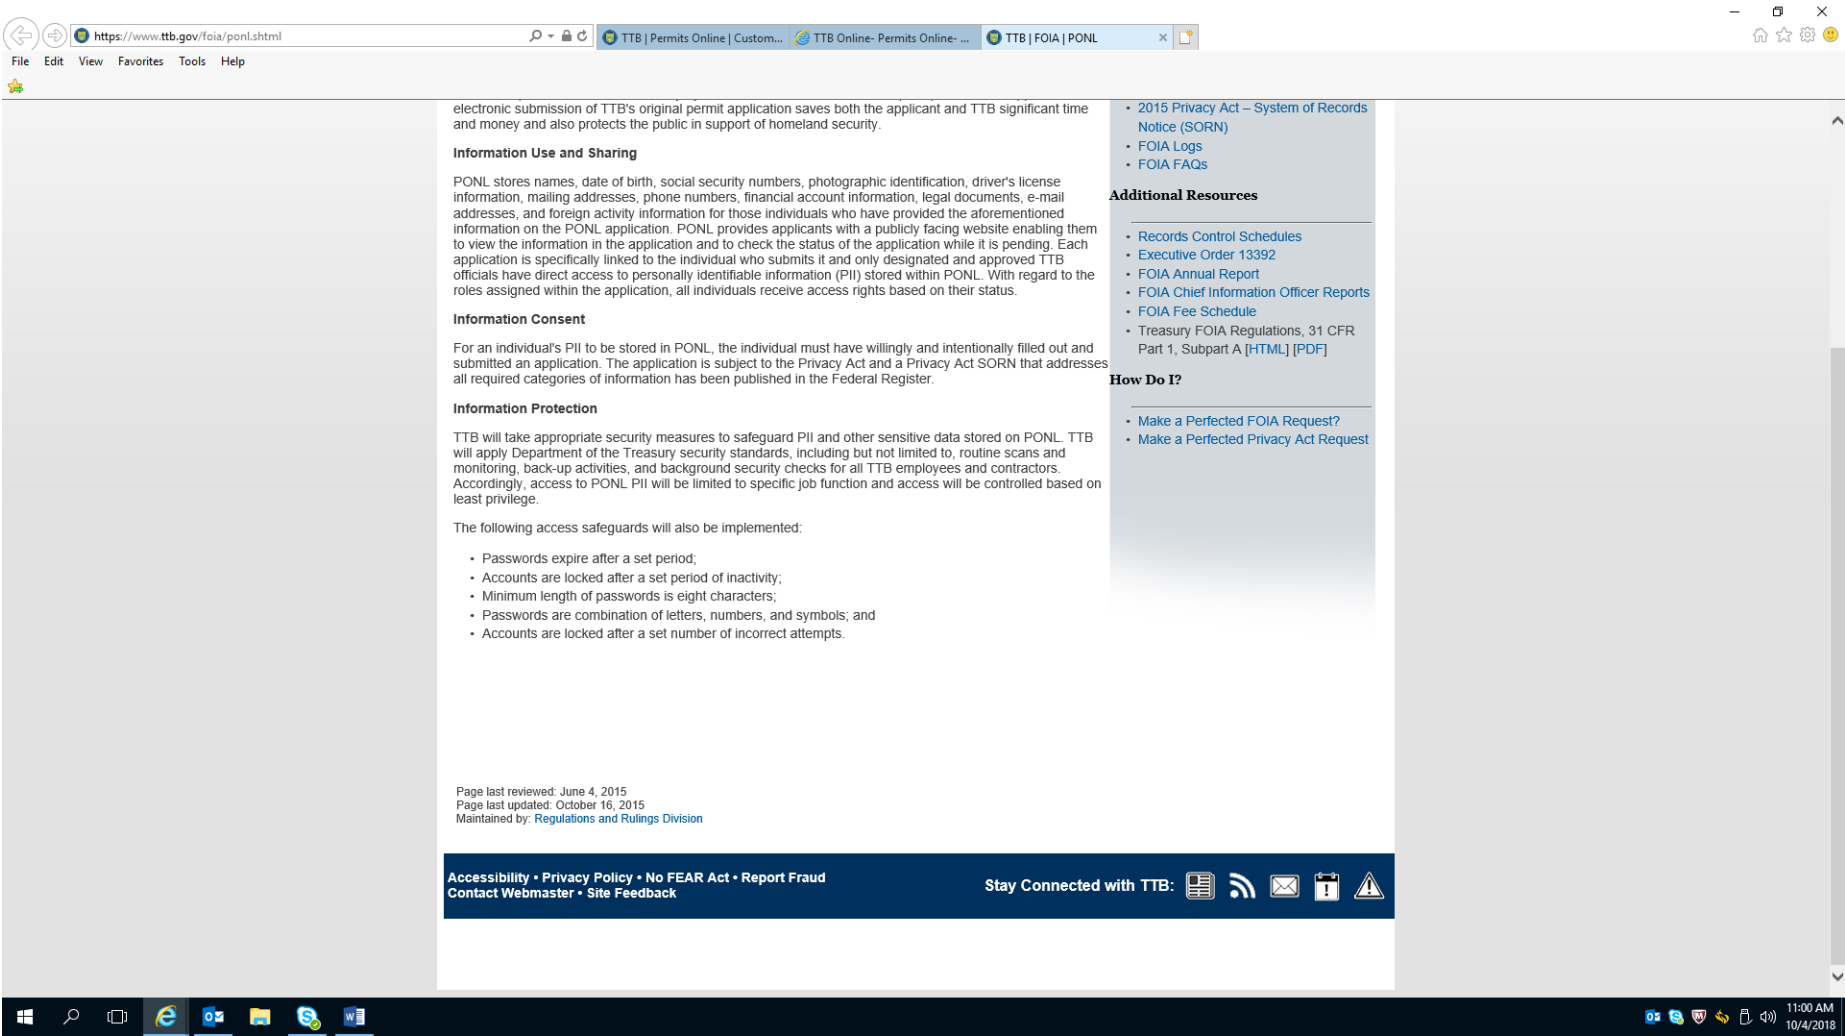 https://www.ttb.gov/foia/ponl.shtml
TTB | Permits Online | Custom...
TTB Online- Permits Online- ...
TTB | FOIA | PONL
File Edit View Favorites Tools Help
electronic submission of TTB's original permit application saves both the applicant and TTB significant time
and money and also protects the public in support of homeland security.
Information Use and Sharing
PONL stores names, date of birth, social security numbers, photographic identification, driver's license
information, mailing addresses, phone numbers, financial account information, legal documents, e-mail
addresses, and foreign activity information for those individuals who have provided the aforementioned
information on the PONL application. PONL provides applicants with a publicly facing website enabling them
to view the information in the application and to check the status of the application while it is pending. Each
application is specifically linked to the individual who submits it and only designated and approved TTB
officials have direct access to personally identifiable information (PII) stored within PONL. With regard to the
roles assigned within the application, all individuals receive access rights based on their status.
Information Consent
For an individual's PII to be stored in PONL, the individual must have willingly and intentionally filled out and
submitted an application. The application is subject to the Privacy Act and a Privacy Act SORN that addresses
all required categories of information has been published in the Federal Register.
Information Protection
TTB will take appropriate security measures to safeguard PII and other sensitive data stored on PONL. TTB
will apply Department of the Treasury security standards, including but not limited to, routine scans and
monitoring, back-up activities, and background security checks for all TTB employees and contractors.
Accordingly, access to PONL PII will be limited to specific job function and access will be controlled based on
least privilege.
The following access safeguards will also be implemented:
• Passwords expire after a set period;
• Accounts are locked after a set period of inactivity;
• Minimum length of passwords is eight characters;
• Passwords are combination of letters, numbers, and symbols; and
• Accounts are locked after a set number of incorrect attempts.
• 2015 Privacy Act – System of Records
Notice (SORN)
• FOIA Logs
• FOIA FAQs
Additional Resources
• Records Control Schedules
• Executive Order 13392
• FOIA Annual Report
• FOIA Chief Information Officer Reports
• FOIA Fee Schedule
• Treasury FOIA Regulations, 31 CFR
Part 1, Subpart A [HTML] [PDF]
How Do I?
• Make a Perfected FOIA Request?
• Make a Perfected Privacy Act Request
Page last reviewed: June 4, 2015
Page last updated: October 16, 2015
Maintained by: Regulations and Rulings Division
Accessibility • Privacy Policy • No FEAR Act • Report Fraud
Contact Webmaster • Site Feedback
Stay Connected with TTB:
11:00 AM
10/4/2018